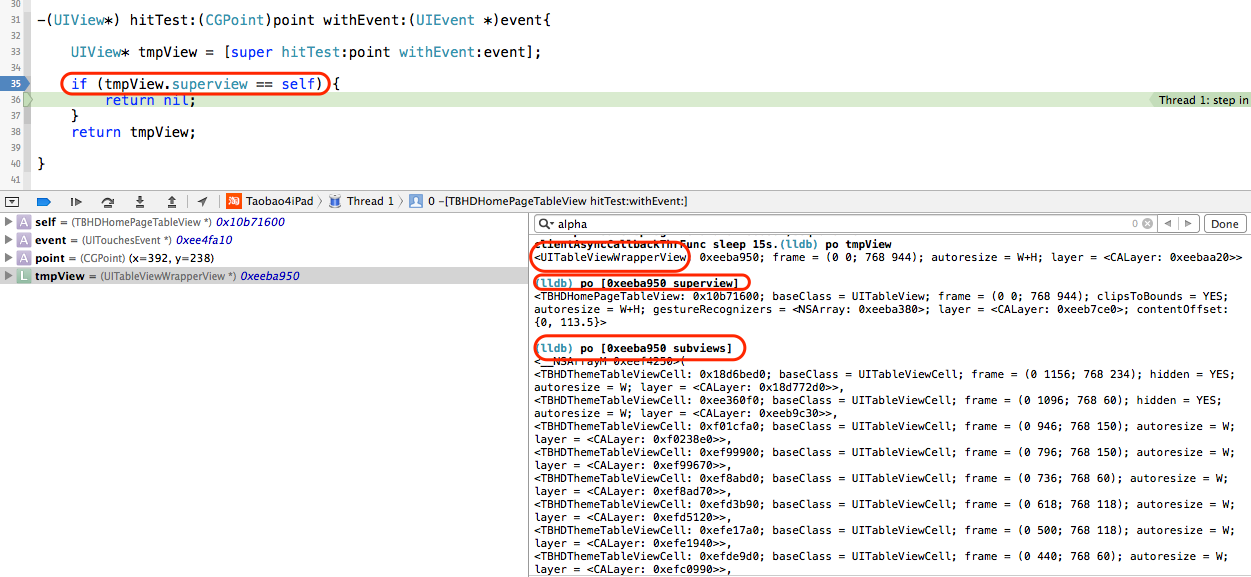 30
31 -(UIView*) hitTest:(CGPoint)point withEvent:(UIEvent *)event{
32
33 UIView* tmpView = [super hitTest:point withEvent:event];
34
35 if (tmpView.superview == self) {
36 return nil; Thread 1: step in
37 }
38 return tmpView;
39
40 }
41
淘 Taobao4iPad 〉 Thread 1 〉 0 -[TBHDHomePageTableView hitTest:withEvent:]
A self = (TBHDHomePageTableView *) 0x10b71600
A event = (UITouchesEvent *) 0xee4fa10
A point = (CGPoint) (x=392, y=238)
L tmpView = (UITableViewWrapperView *) 0xeeba950
alpha 0 Done
clientAsyncCallbackThrFunc sleep 15s.(lldb) po tmpView
<UITableViewWrapperView: 0xeeba950; frame = (0 0; 768 944); autoresize = W+H; layer = <CALayer: 0xeebaa20>>
(lldb) po [0xeeba950 superview]
<TBHDHomePageTableView: 0x10b71600; baseClass = UITableView; frame = (0 0; 768 944); clipsToBounds = YES;
autoresize = W+H; gestureRecognizers = <NSArray: 0xeeba380>; layer = <CALayer: 0xeeb7ce0>; contentOffset:
{0, 113.5}>
(lldb) po [0xeeba950 subviews]
<__NSArrayM 0xeef4250>(
<TBHDThemeTableViewCell: 0x18d6bed0; baseClass = UITableViewCell; frame = (0 1156; 768 234); hidden = YES;
autoresize = W; layer = <CALayer: 0x18d772d0>>,
<TBHDThemeTableViewCell: 0xee360f0; baseClass = UITableViewCell; frame = (0 1096; 768 60); hidden = YES;
autoresize = W; layer = <CALayer: 0xeeb9c30>>,
<TBHDThemeTableViewCell: 0xf01cfa0; baseClass = UITableViewCell; frame = (0 946; 768 150); autoresize = W;
layer = <CALayer: 0xf0238e0>>,
<TBHDThemeTableViewCell: 0xef99900; baseClass = UITableViewCell; frame = (0 796; 768 150); autoresize = W;
layer = <CALayer: 0xef99670>>,
<TBHDThemeTableViewCell: 0xef8abd0; baseClass = UITableViewCell; frame = (0 736; 768 60); autoresize = W;
layer = <CALayer: 0xef8ad70>>,
<TBHDThemeTableViewCell: 0xefd3b90; baseClass = UITableViewCell; frame = (0 618; 768 118); autoresize = W;
layer = <CALayer: 0xefd5120>>,
<TBHDThemeTableViewCell: 0xefe17a0; baseClass = UITableViewCell; frame = (0 500; 768 118); autoresize = W;
layer = <CALayer: 0xefe1940>>,
<TBHDThemeTableViewCell: 0xefde9d0; baseClass = UITableViewCell; frame = (0 440; 768 60); autoresize = W;
layer = <CALayer: 0xefc0990>>,